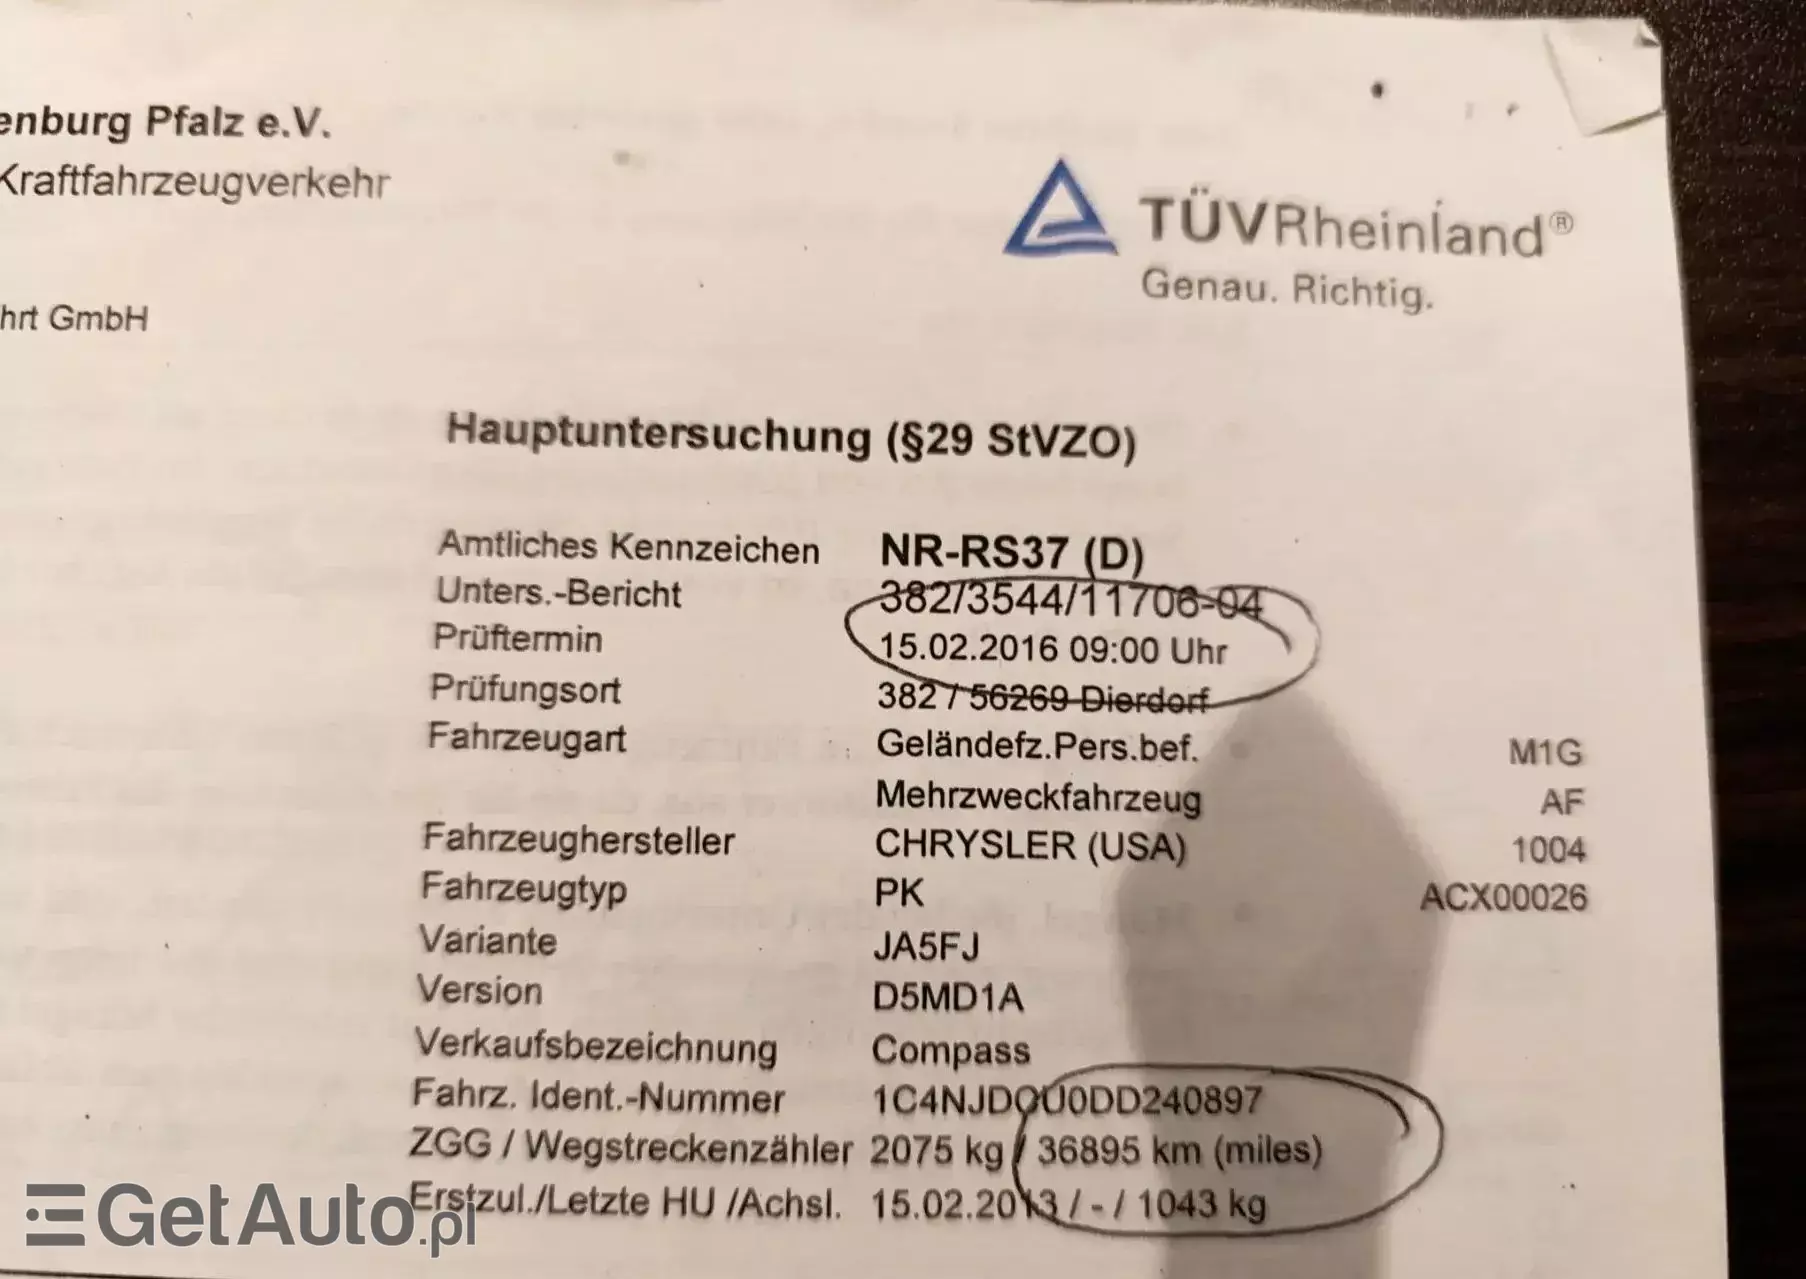 enburg Pfalz e.V.
Kraftfahrzeugverkehr
TÜVRheinland®
Genau. Richtig.
hrt GmbH
Hauptuntersuchung (§29 StVZO)
Amtliches Kennzeichen NR-RS37 (D)
Unters.-Bericht 382/3544/11706-04
Prüftermin 15.02.2016 09:00 Uhr
Prüfungsort 382 / 56269 Dierdorf
Fahrzeugart Geländefz.Pers.bef. M1G
Mehrzweckfahrzeug AF
Fahrzeughersteller CHRYSLER (USA) 1004
Fahrzeugtyp PK ACX00026
Variante JA5FJ
Version D5MD1A
Verkaufsbezeichnung Compass
Fahrz. Ident.-Nummer 1C4NJDOU0DD240897
ZGG / Wegstreckenzähler 2075 kg / 36895 km (miles)
Erstzul./Letzte HU /Achsl. 15.02.2013 / - / 1043 kg
GetAuto.pl